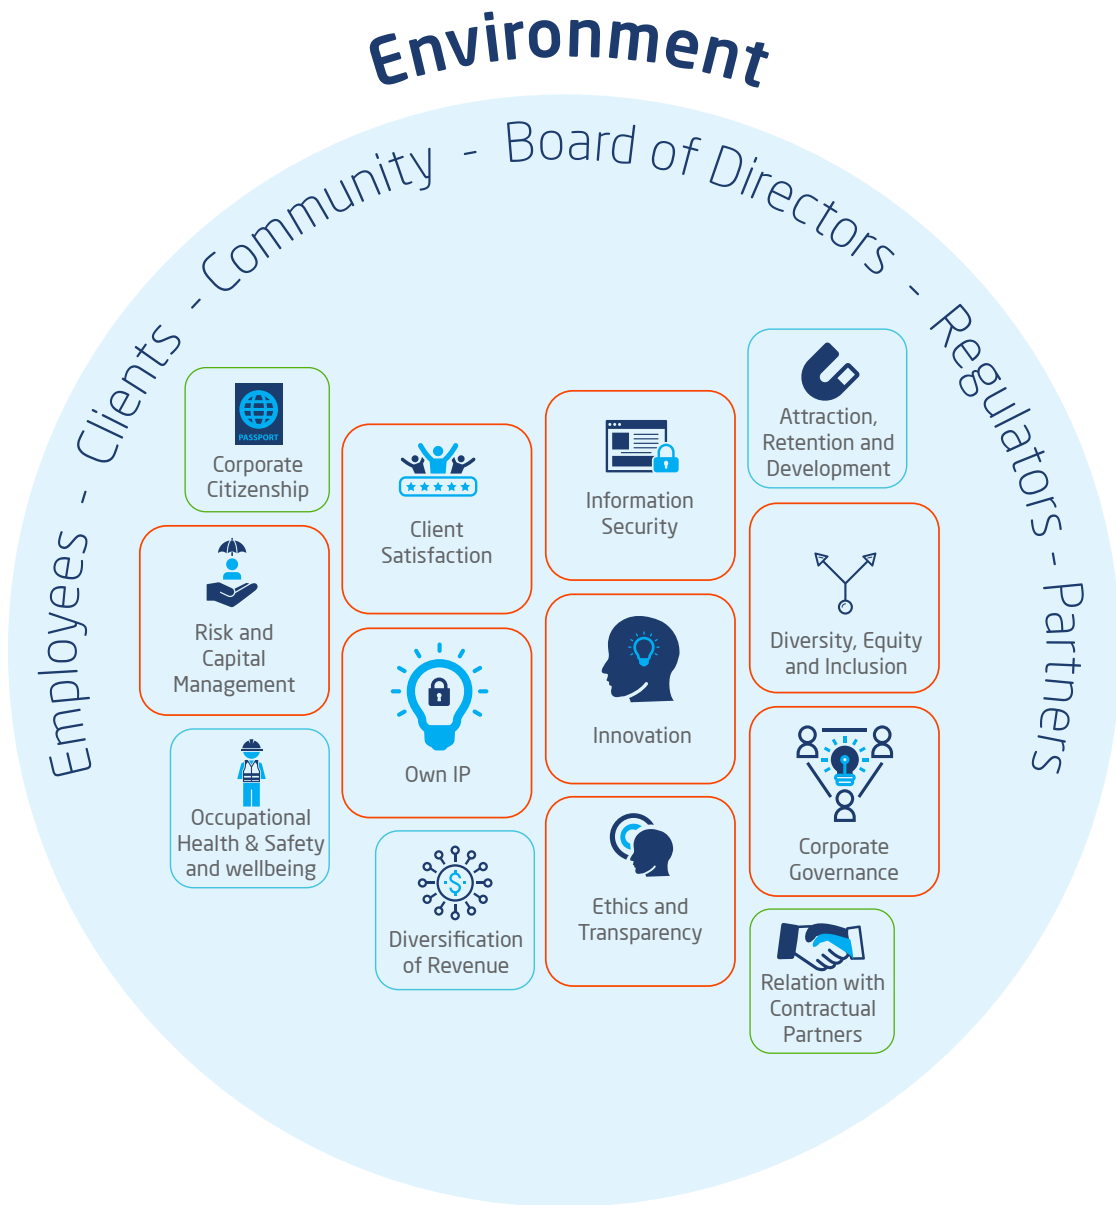 Environment
Employees - Clients - Community - Board of Directors - Regulators - Partners
PASSPORT
Corporate
Citizenship
Client
Satisfaction
Information
Security
Attraction,
Retention and
Development
Risk and
Capital
Management
Own IP
Innovation
Diversity, Equity
and Inclusion
Occupational
Health & Safety
and wellbeing
Diversification
of Revenue
Ethics and
Transparency
Corporate
Governance
Relation with
Contractual
Partners